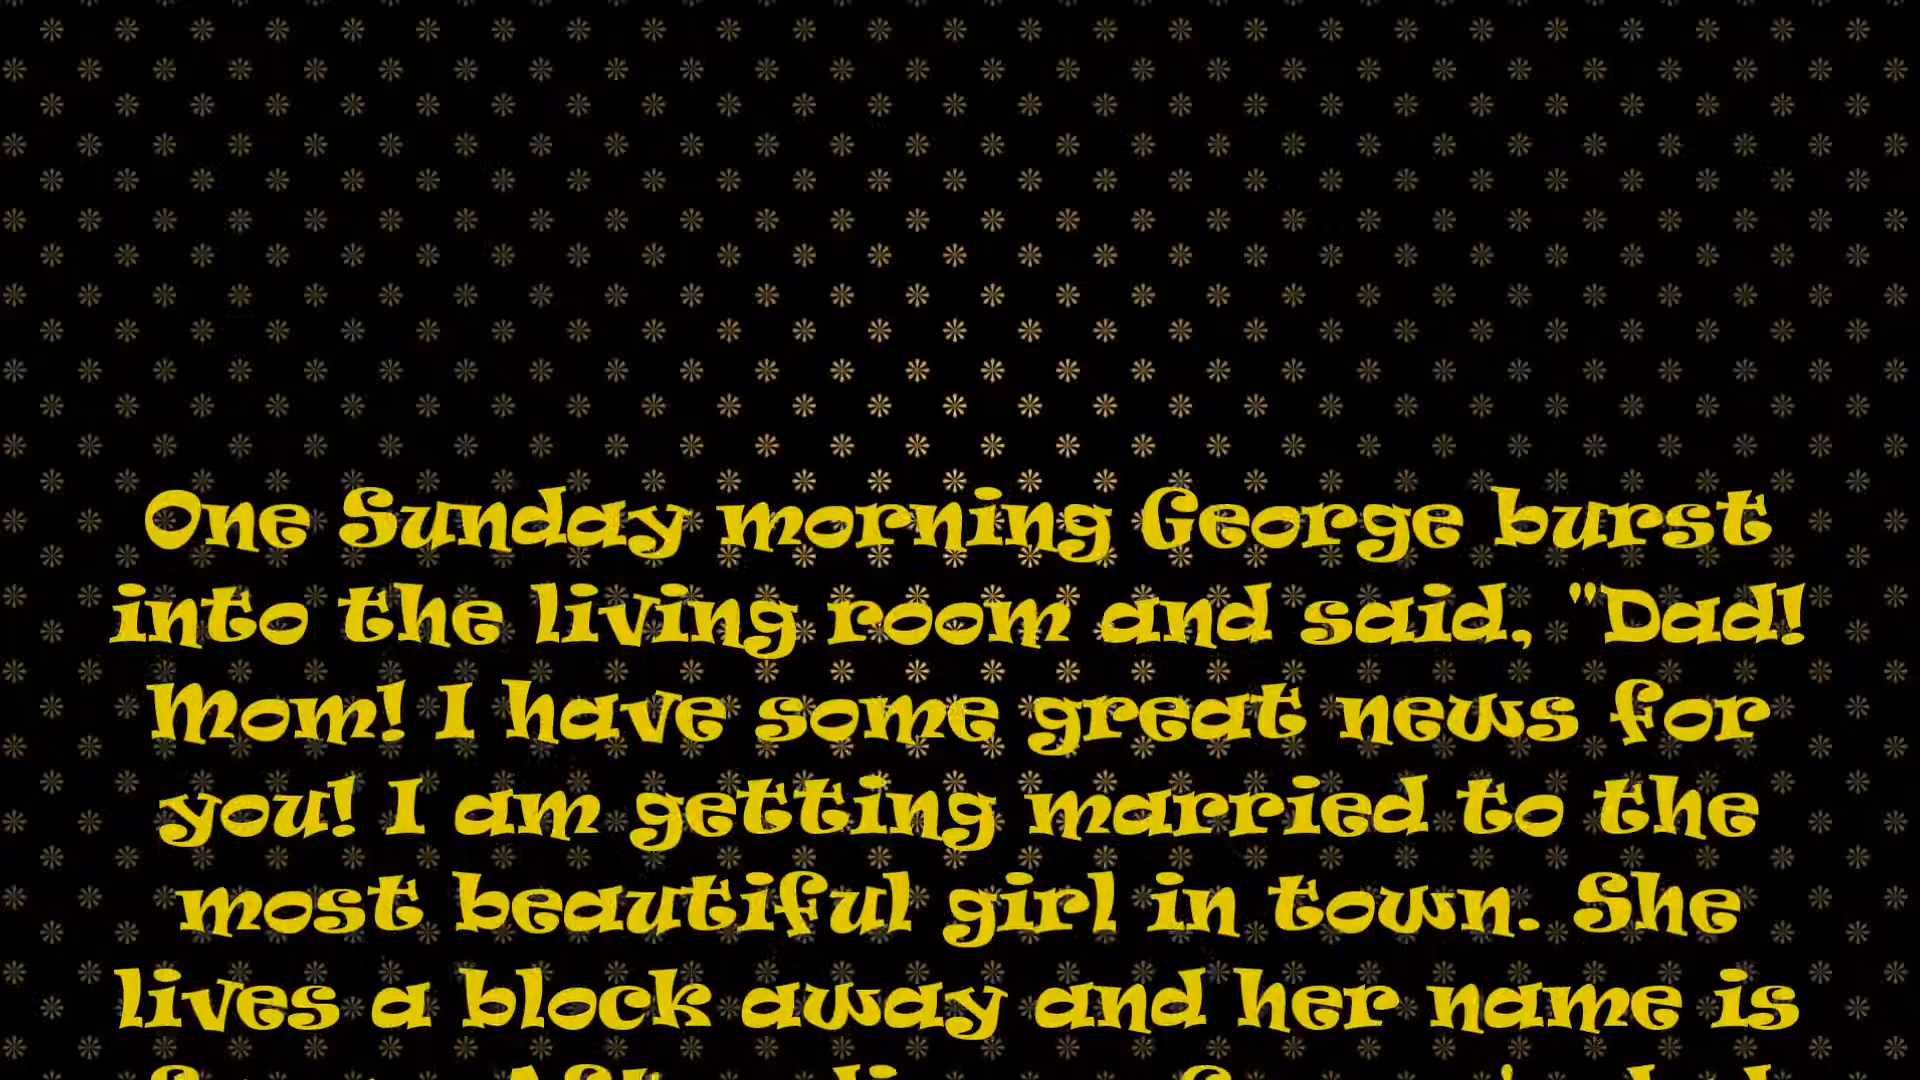 One Sunday morning George burst
into the living room and said, "Dad!
Mom! I have some great news for
you! I am getting married to the
most beautiful girl in town. She
lives a block away and her name is